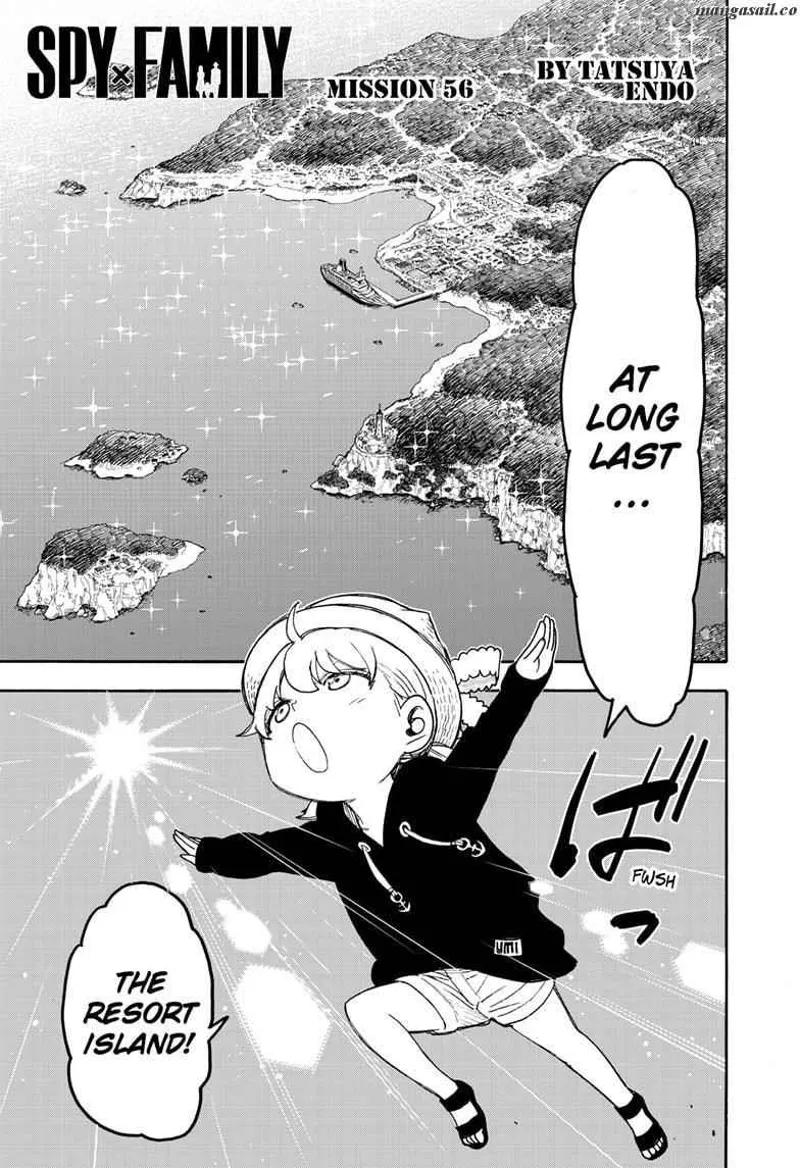 mangasail.co
SPY×FAMILY
MISSION 56
BY TATSUYA
ENDO
AT
LONG
LAST
...
ばっ
FWSH
UMI
THE
RESORT
ISLAND!